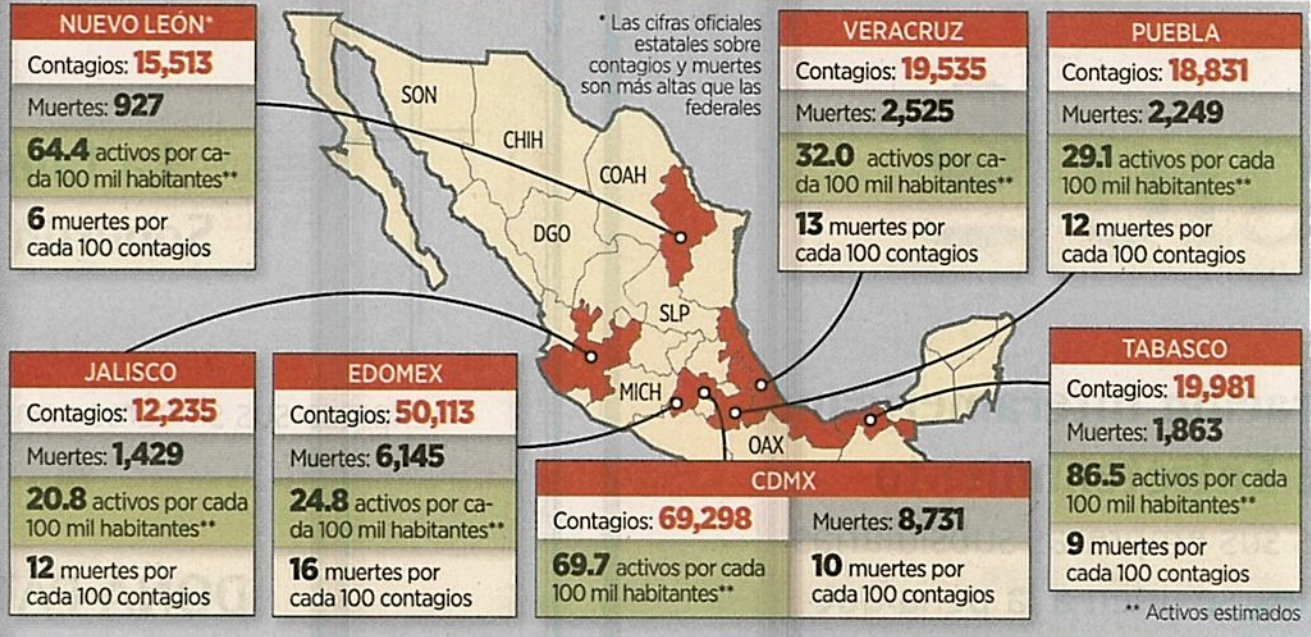 NUEVO LEÓN*
Contagios: 15,513
Muertes: 927
64.4 activos por ca-
da 100 mil habitantes**
6 muertes por
cada 100 contagios
* Las cifras oficiales
estatales sobre
contagios y muertes
son más altas que las
federales
VERACRUZ
Contagios: 19,535
Muertes: 2,525
32.0 activos por ca-
da 100 mil habitantes**
13 muertes por
cada 100 contagios
PUEBLA
Contagios: 18,831
Muertes: 2,249
29.1 activos por cada
100 mil habitantes**
12 muertes por
cada 100 contagios
SON
CHIH
COAH
DGO
SLP
MICH
OAX
JALISCO
Contagios: 12,235
Muertes: 1,429
20.8 activos por cada
100 mil habitantes**
12 muertes por
cada 100 contagios
EDOMEX
Contagios: 50,113
Muertes: 6,145
24.8 activos por ca-
da 100 mil habitantes**
16 muertes por
cada 100 contagios
CDMX
Contagios: 69,298
Muertes: 8,731
69.7 activos por cada
100 mil habitantes**
10 muertes por
cada 100 contagios
TABASCO
Contagios: 19,981
Muertes: 1,863
86.5 activos por cada
100 mil habitantes**
9 muertes por
cada 100 contagios
** Activos estimados